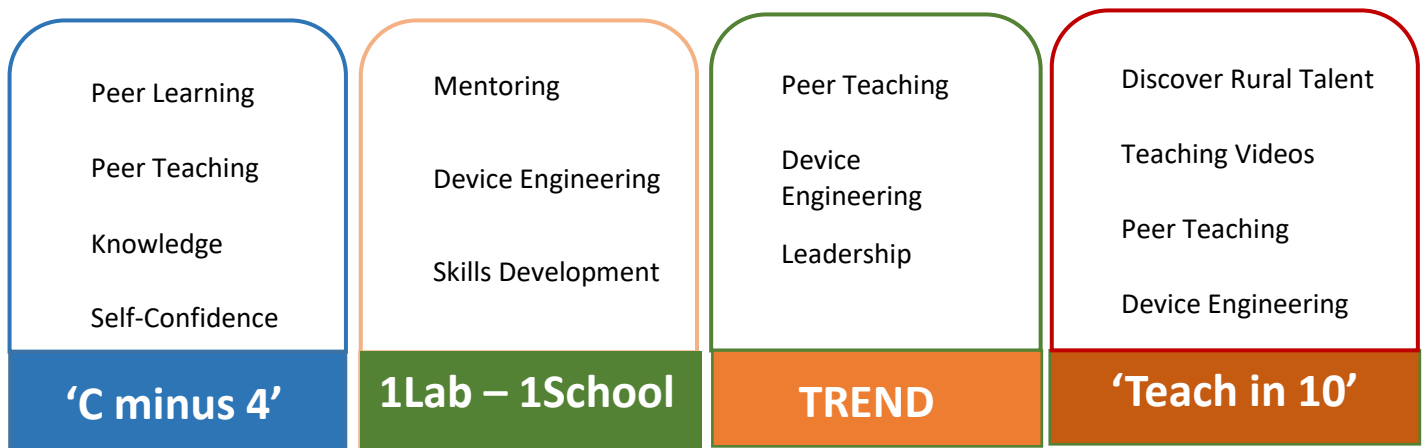 Peer Learning
Peer Teaching
Knowledge
Self-Confidence
‘C minus 4’
Mentoring
Device Engineering
Skills Development
1Lab – 1School
Peer Teaching
Device
Engineering
Leadership
TREND
Discover Rural Talent
Teaching Videos
Peer Teaching
Device Engineering
‘Teach in 10’